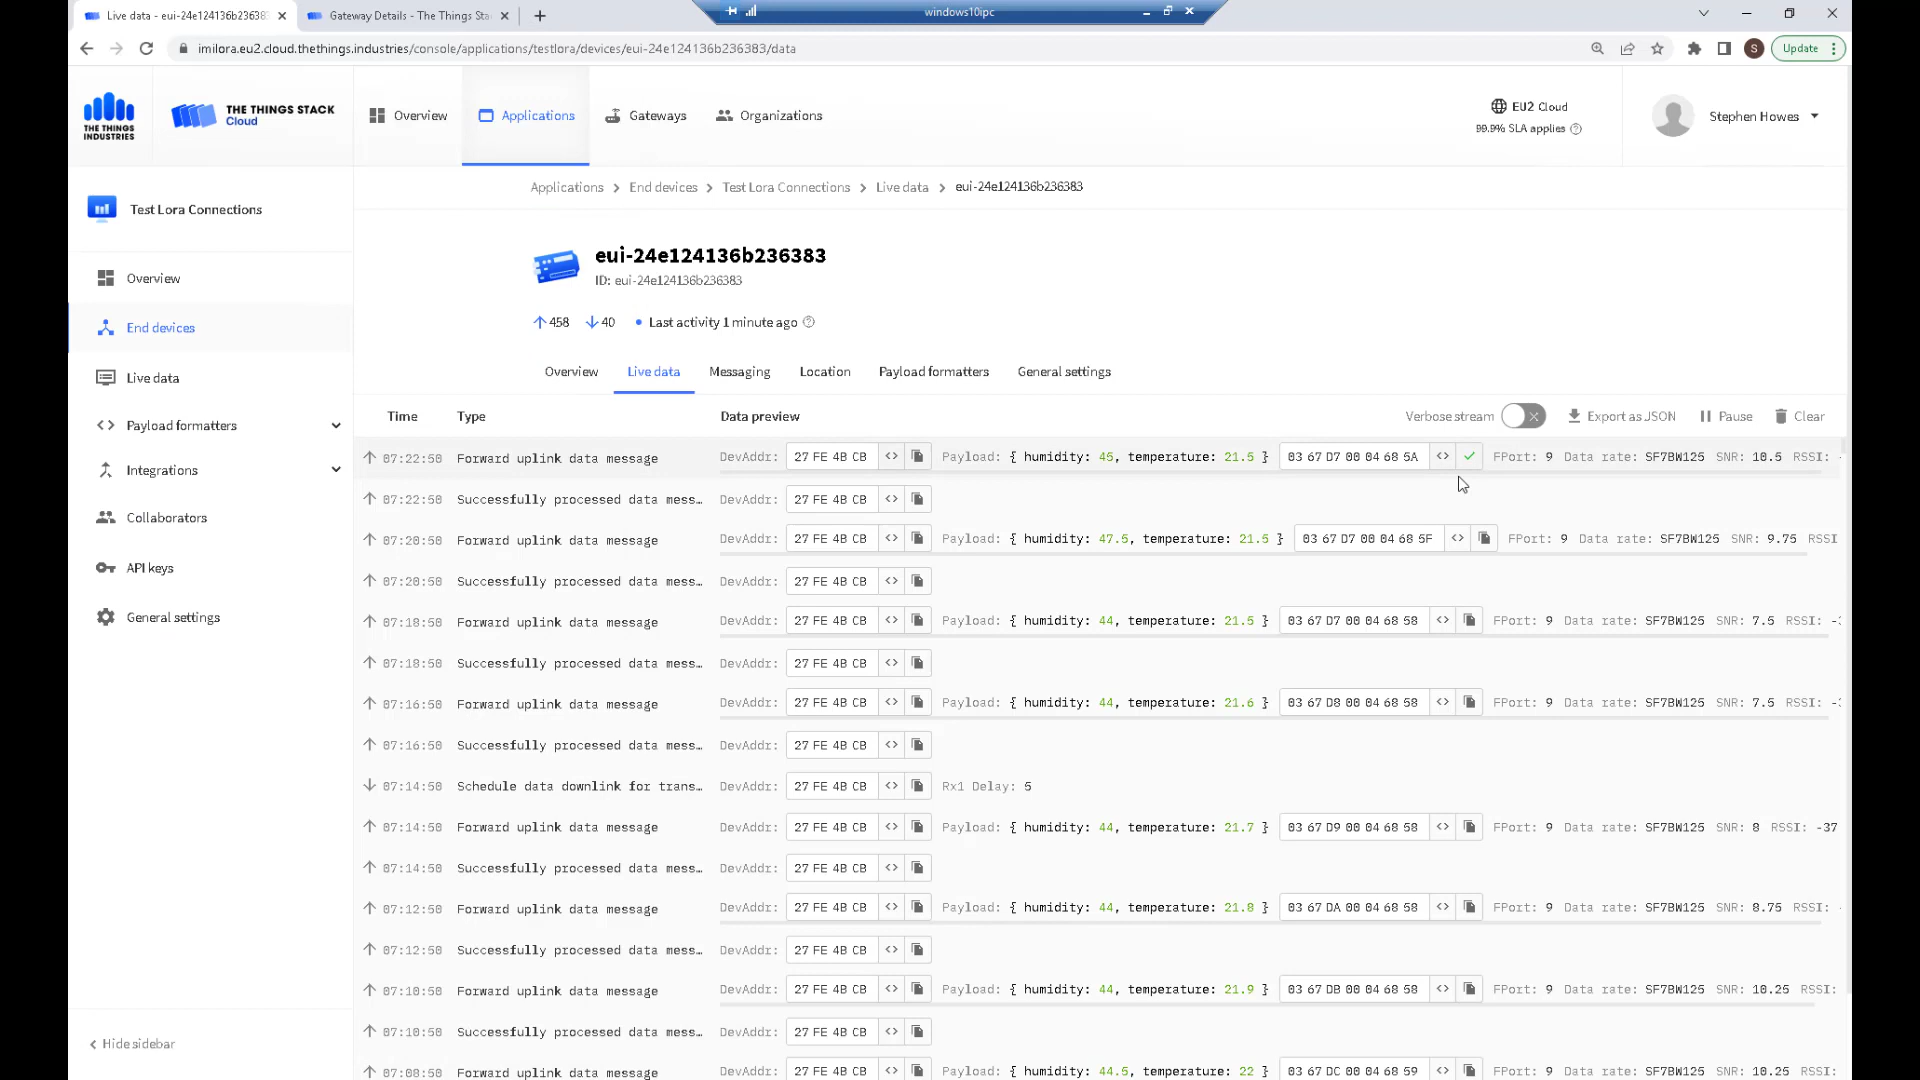 Live data - eui-24e124136b236383
Gateway Details - The Things Sta
windows10ipc
imilora.eu2.cloud.thethings.industries/console/applications/testlora/devices/eui-24e124136b236383/data
S
Update
THE THINGS INDUSTRIES
THE THINGS STACK
Cloud
Overview
Applications
Gateways
Organizations
EU2 Cloud
99.9% SLA applies
Stephen Howes
Test Lora Connections
Overview
End devices
Live data
Payload formatters
Integrations
Collaborators
API keys
General settings
Hide sidebar
Applications > End devices > Test Lora Connections > Live data > eui-24e124136b236383
eui-24e124136b236383
ID: eui-24e124136b236383
458 40 • Last activity 1 minute ago
Overview Live data Messaging Location Payload formatters General settings
Time Type Data preview Verbose stream Export as JSON Pause Clear
07:22:50 Forward uplink data message DevAddr: 27 FE 4B CB <> Payload: { humidity: 45, temperature: 21.5 } 03 67 D7 00 04 68 5A <> FPort: 9 Data rate: SF7BW125 SNR: 10.5 RSSI: -
07:22:50 Successfully processed data mess… DevAddr: 27 FE 4B CB <>
07:20:50 Forward uplink data message DevAddr: 27 FE 4B CB <> Payload: { humidity: 47.5, temperature: 21.5 } 03 67 D7 00 04 68 5F <> FPort: 9 Data rate: SF7BW125 SNR: 9.75 RSSI
07:20:50 Successfully processed data mess… DevAddr: 27 FE 4B CB <>
07:18:50 Forward uplink data message DevAddr: 27 FE 4B CB <> Payload: { humidity: 44, temperature: 21.5 } 03 67 D7 00 04 68 58 <> FPort: 9 Data rate: SF7BW125 SNR: 7.5 RSSI: -
07:18:50 Successfully processed data mess… DevAddr: 27 FE 4B CB <>
07:16:50 Forward uplink data message DevAddr: 27 FE 4B CB <> Payload: { humidity: 44, temperature: 21.6 } 03 67 D8 00 04 68 58 <> FPort: 9 Data rate: SF7BW125 SNR: 7.5 RSSI: -
07:16:50 Successfully processed data mess… DevAddr: 27 FE 4B CB <>
07:14:50 Schedule data downlink for trans… DevAddr: 27 FE 4B CB <> Rx1 Delay: 5
07:14:50 Forward uplink data message DevAddr: 27 FE 4B CB <> Payload: { humidity: 44, temperature: 21.7 } 03 67 D9 00 04 68 58 <> FPort: 9 Data rate: SF7BW125 SNR: 8 RSSI: -37
07:14:50 Successfully processed data mess… DevAddr: 27 FE 4B CB <>
07:12:50 Forward uplink data message DevAddr: 27 FE 4B CB <> Payload: { humidity: 44, temperature: 21.8 } 03 67 DA 00 04 68 58 <> FPort: 9 Data rate: SF7BW125 SNR: 8.75 RSSI: -
07:12:50 Successfully processed data mess… DevAddr: 27 FE 4B CB <>
07:10:50 Forward uplink data message DevAddr: 27 FE 4B CB <> Payload: { humidity: 44, temperature: 21.9 } 03 67 DB 00 04 68 58 <> FPort: 9 Data rate: SF7BW125 SNR: 10.25 RSSI:
07:10:50 Successfully processed data mess… DevAddr: 27 FE 4B CB <>
07:08:50 Forward uplink data message DevAddr: 27 FE 4B CB <> Payload: { humidity: 44.5, temperature: 22 } 03 67 DC 00 04 68 59 <> FPort: 9 Data rate: SF7BW125 SNR: 10.25 RSSI: